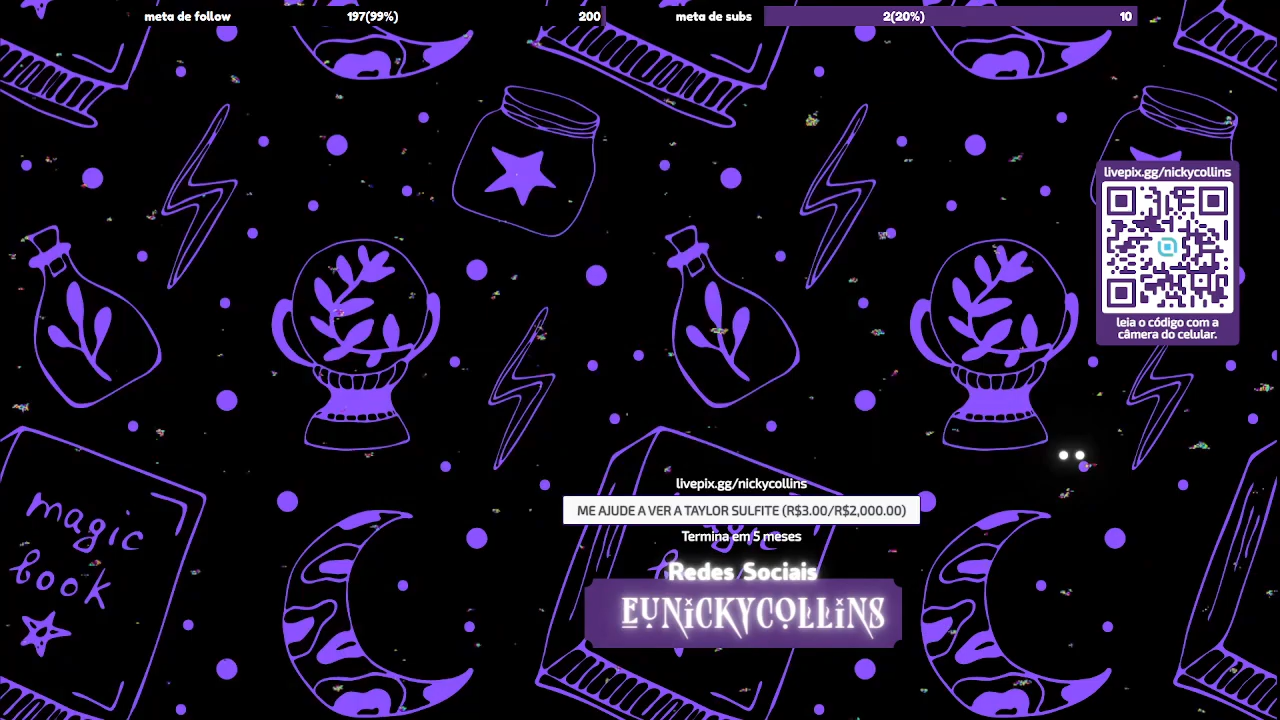 meta de follow 197(99%) 200 meta de subs 2(20%) 10
livepix.gg/nickycollins
leia o código com a
câmera do celular.
livepix.gg/nickycollins
ME AJUDE A VER A TAYLOR SULFITE (R$3.00/R$2,000.00)
Termina em 5 meses
Redes Sociais
EUNiCKYCOLLiNS
magic
book